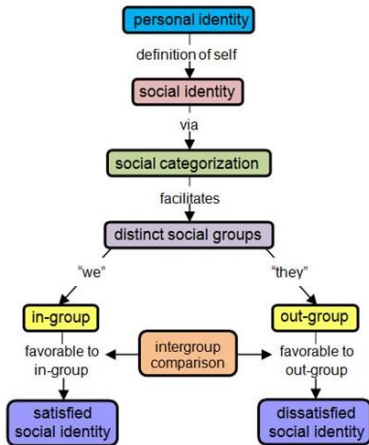 personal identity
definition of self
social identity
via
social categorization
facilitates
distinct social groups
"we"
"they"
in-group
out-group
favorable to
in-group
intergroup
comparison
favorable to
out-group
satisfied
social identity
dissatisfied
social identity